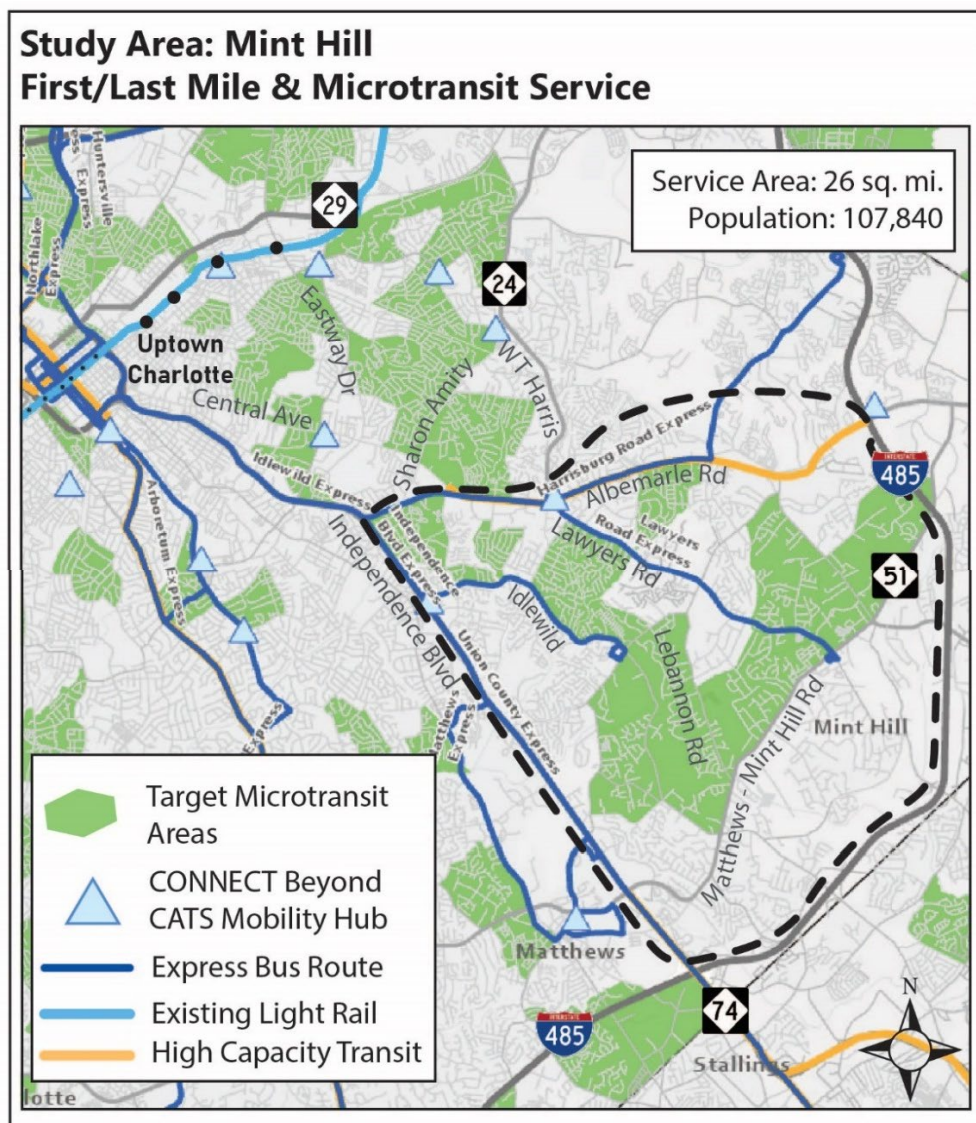 Study Area: Mint Hill
First/Last Mile & Microtransit Service
Service Area: 26 sq. mi.
Population: 107,840
Express
Huntersville
Express
Northlake
Express
29
24
Uptown
Charlotte
Eastway Dr
Central Ave
Sharon Amity
WT Harris
Harrisburg Road Express
Albemarle Rd
INTERSTATE
485
Idlewild Express
Independence
Blvd Express
Independence Blvd
Lawyers
Road Express
Lawyers Rd
51
Arboretum Express
Idlewild
Lebannon Rd
Union County Express
Matthews
Express
Express
Matthews - Mint Hill Rd
Mint Hill
Matthews
INTERSTATE
485
74
Stallings
N
Target Microtransit
Areas
CONNECT Beyond
CATS Mobility Hub
Express Bus Route
Existing Light Rail
High Capacity Transit
lotte